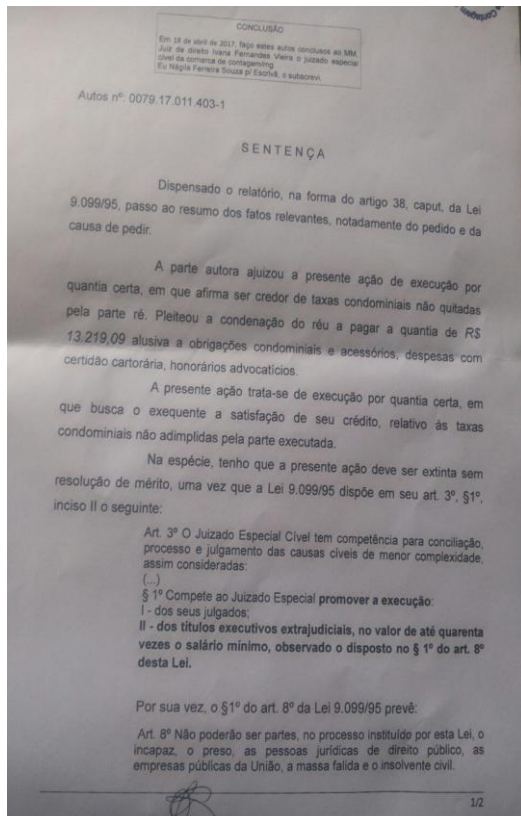 Contagem
CONCLUSÃO
Em 18 de abril de 2017, faço estes autos conclusos ao MM.
Juiz de direito Ivana Fernandes Vieira o juizado especial
cível da comarca de contagem/mg
Eu Nágila Ferreira Souza p/ Escrivã, o subscrevi.
Autos nº: 0079.17.011.403-1
SENTENÇA
Dispensado o relatório, na forma do artigo 38, caput, da Lei
9.099/95, passo ao resumo dos fatos relevantes, notadamente do pedido e da
causa de pedir.
A parte autora ajuizou a presente ação de execução por
quantia certa, em que afirma ser credor de taxas condominiais não quitadas
pela parte ré. Pleiteou a condenação do réu a pagar a quantia de R$
13.219,09 alusiva a obrigações condominiais e acessórios, despesas com
certidão cartorária, honorários advocatícios.
A presente ação trata-se de execução por quantia certa, em
que busca o exequente a satisfação de seu crédito, relativo às taxas
condominiais não adimplidas pela parte executada.
Na espécie, tenho que a presente ação deve ser extinta sem
resolução de mérito, uma vez que a Lei 9.099/95 dispõe em seu art. 3º, §1º,
inciso II o seguinte:
Art. 3º O Juizado Especial Cível tem competência para conciliação,
processo e julgamento das causas cíveis de menor complexidade,
assim consideradas:
(...)
§ 1º Compete ao Juizado Especial promover a execução:
I - dos seus julgados;
II - dos títulos executivos extrajudiciais, no valor de até quarenta
vezes o salário mínimo, observado o disposto no § 1º do art. 8º
desta Lei.
Por sua vez, o §1º do art. 8º da Lei 9.099/95 prevê:
Art. 8º Não poderão ser partes, no processo instituído por esta Lei, o
incapaz, o preso, as pessoas jurídicas de direito público, as
empresas públicas da União, a massa falida e o insolvente civil.
1/2